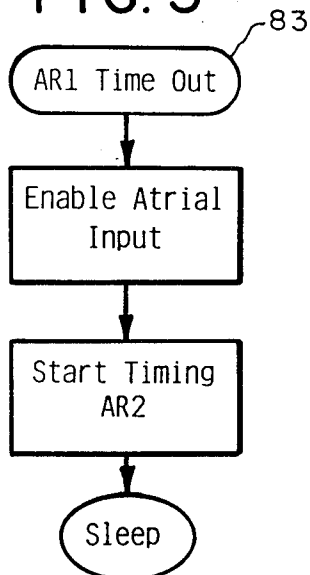 FIG. 5
83
AR1 Time Out
Enable Atrial
Input
Start Timing
AR2
Sleep